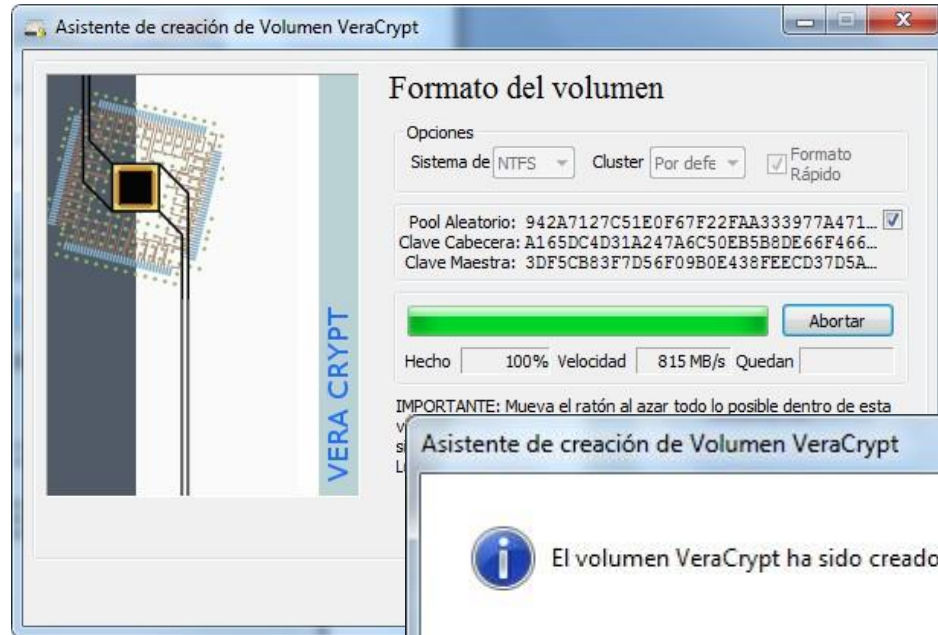 Asistente de creación de Volumen VeraCrypt
Formato del volumen
Opciones
Sistema de NTFS Cluster Por defe Formato Rápido
Pool Aleatorio: 942A7127C51E0F67F22FAA333977A471...
Clave Cabecera: A165DC4D31A247A6C50EB5B8DE66F466...
Clave Maestra: 3DF5CB83F7D56F09B0E438FEECD37D5A...
Abortar
Hecho 100% Velocidad 815 MB/s Quedan
IMPORTANTE: Mueva el ratón al azar todo lo posible dentro de esta
VERA CRYPT
Asistente de creación de Volumen VeraCrypt
El volumen VeraCrypt ha sido creado